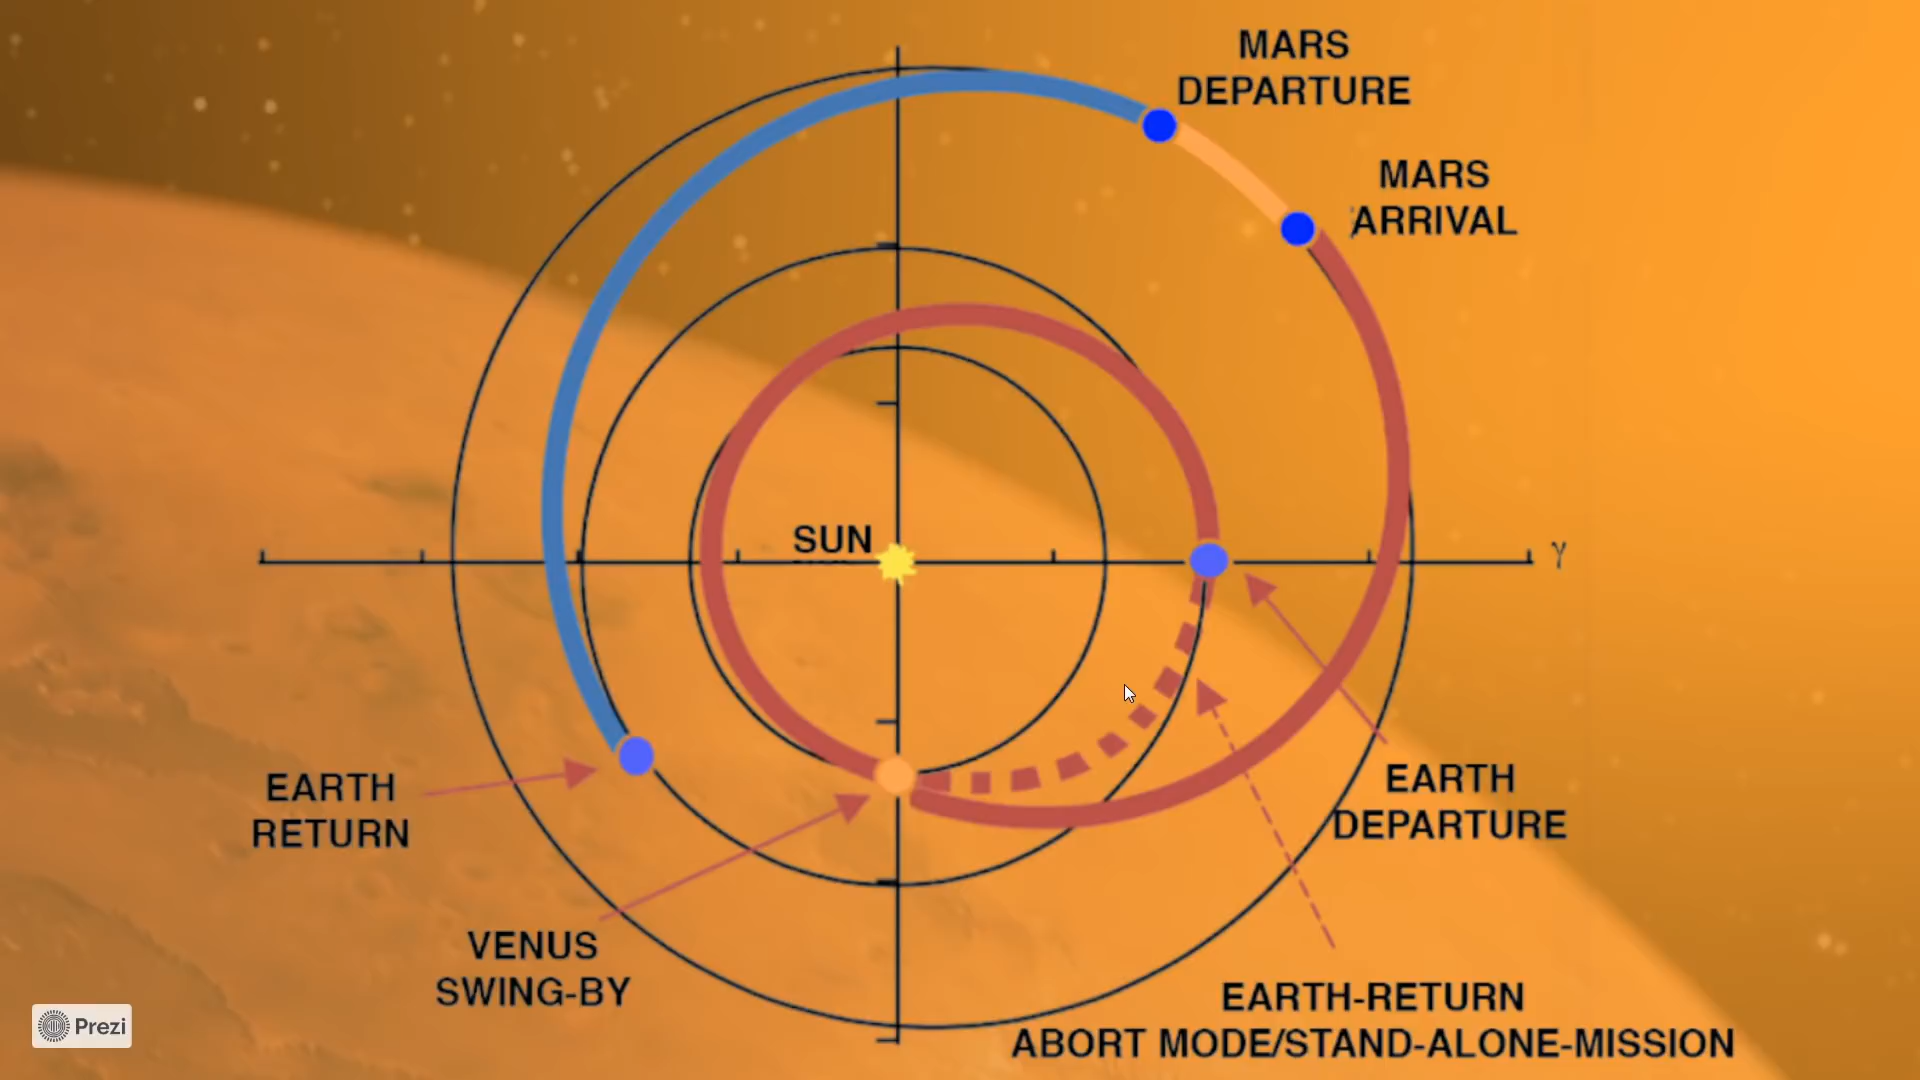 MARS
DEPARTURE
MARS
ARRIVAL
SUN
γ
EARTH
RETURN
EARTH
DEPARTURE
VENUS
SWING-BY
EARTH-RETURN
ABORT MODE/STAND-ALONE-MISSION
Prezi